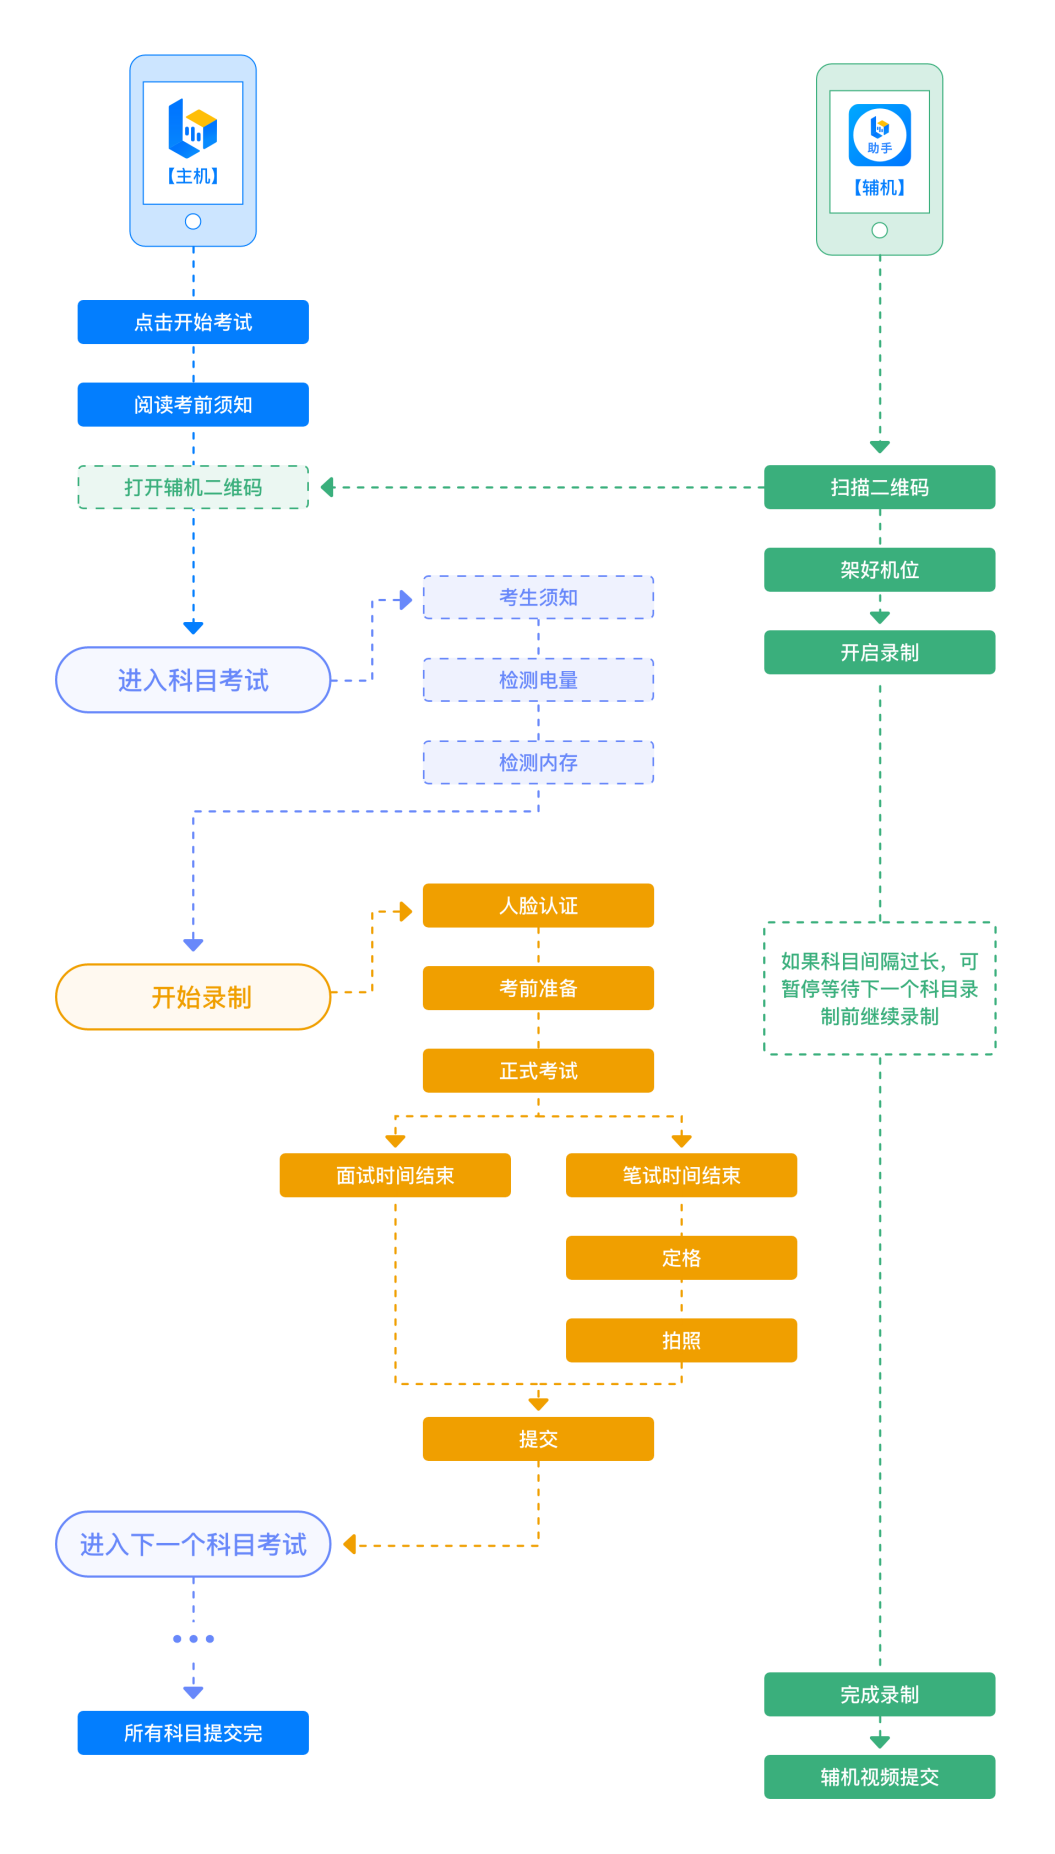 【主机】
助手
【辅机】
点击开始考试
阅读考前须知
打开辅机二维码
扫描二维码
架好机位
开启录制
进入科目考试
考生须知
检测电量
检测内存
开始录制
人脸认证
考前准备
正式考试
如果科目间隔过长，可
暂停等待下一个科目录
制前继续录制
面试时间结束
笔试时间结束
定格
拍照
提交
进入下一个科目考试
所有科目提交完
完成录制
辅机视频提交